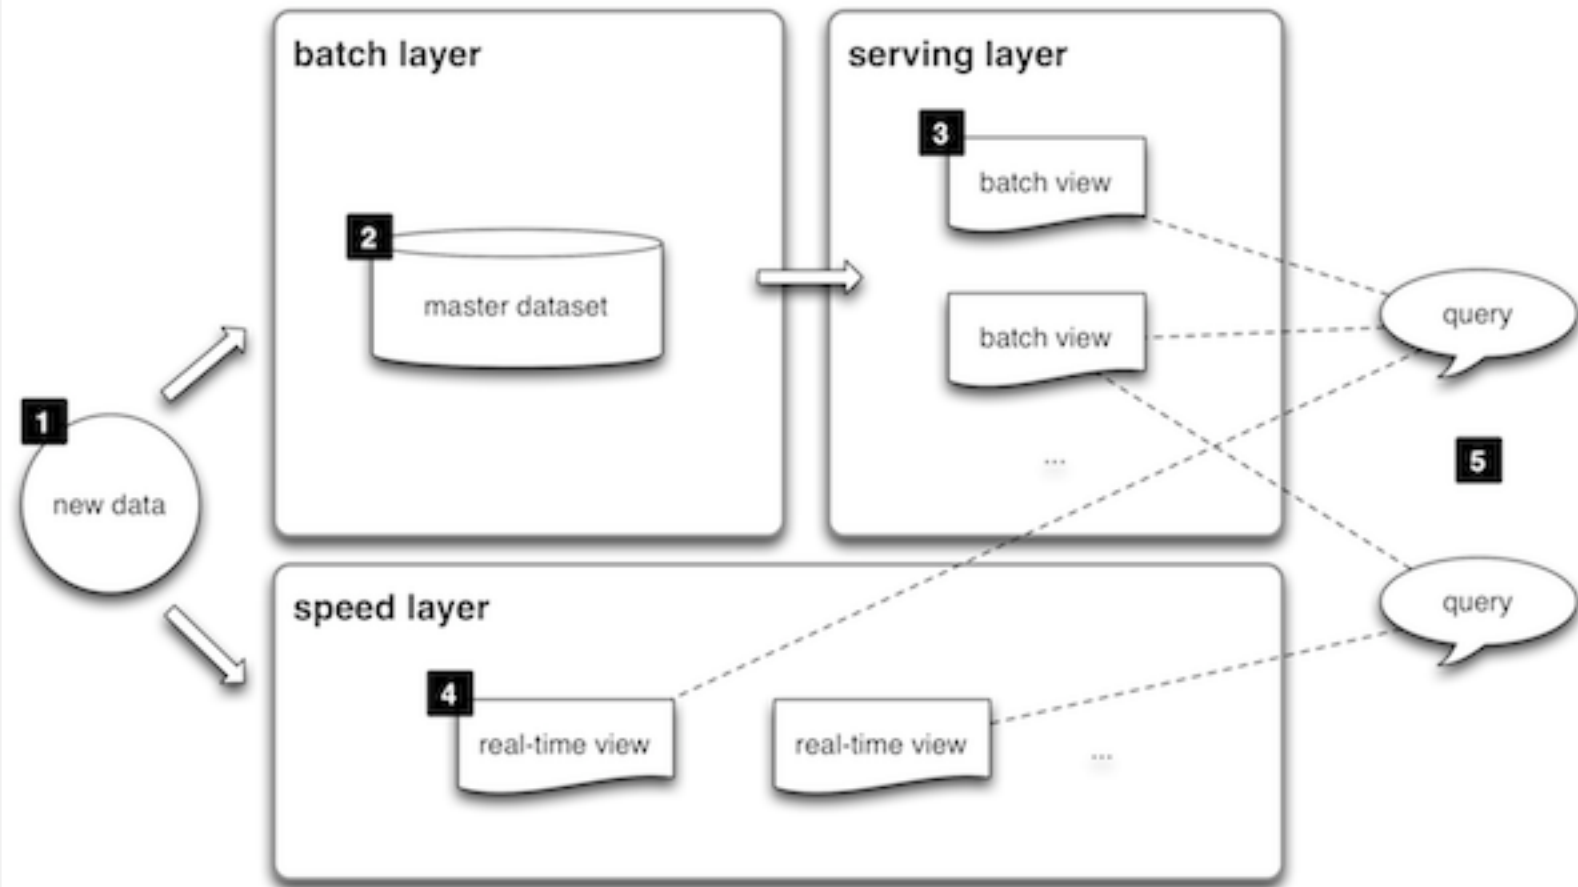 batch layer
serving layer
3
batch view
2
master dataset
batch view
query
1
new data
...
5
speed layer
query
4
real-time view
real-time view
...